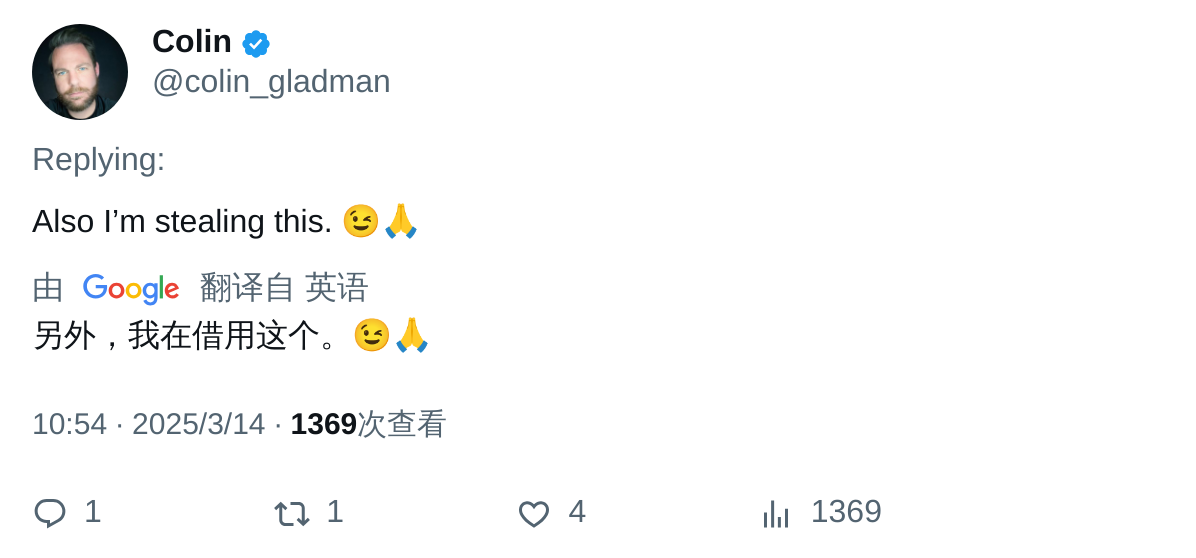 Colin
@colin_gladman
Replying:
Also I’m stealing this. 😉🙏
由 Google 翻译自 英语
另外，我在借用这个。😉🙏
10:54 · 2025/3/14 · 1369次查看
1 1 4 1369